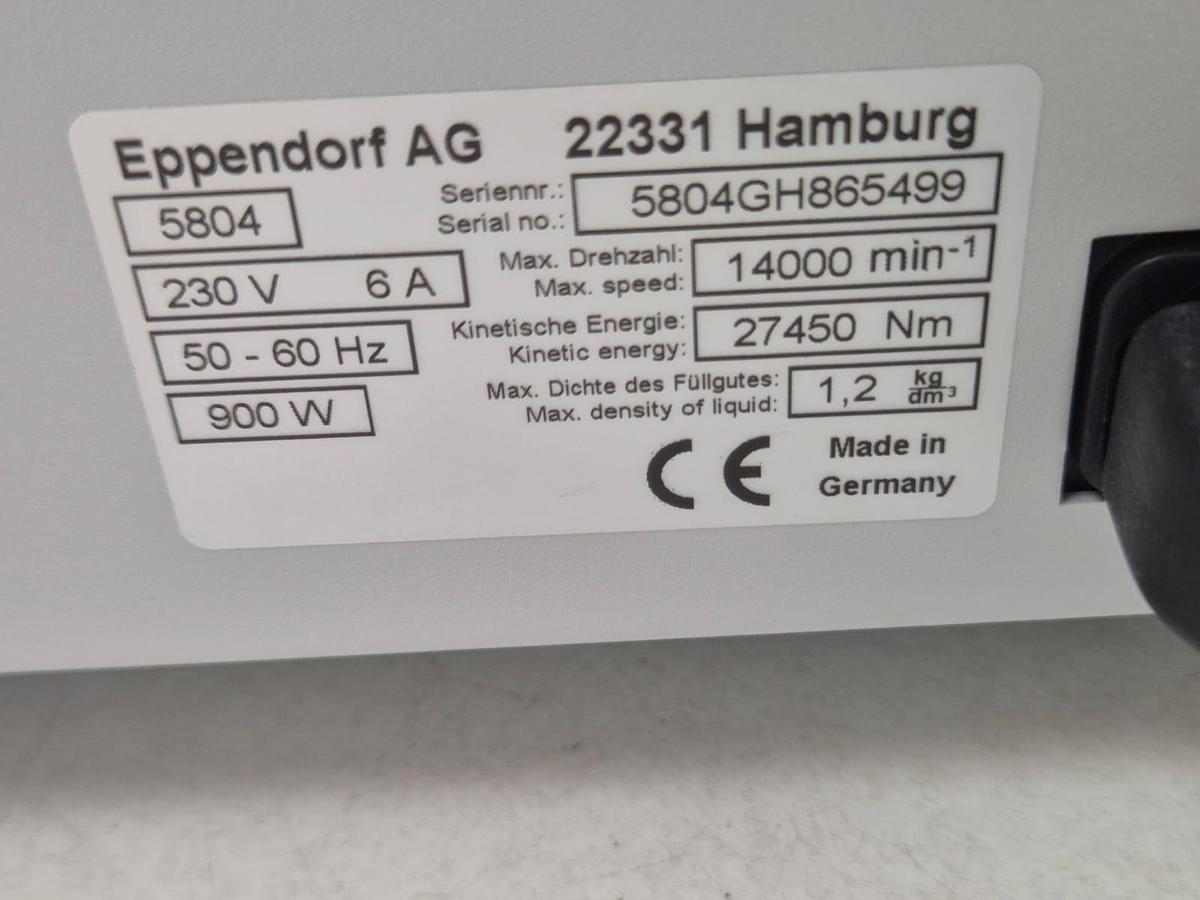 Eppendorf AG 22331 Hamburg
5804
Seriennr.:
Serial no.:
5804GH865499
230 V 6 A
Max. Drehzahl:
Max. speed:
14000 min-1
50 - 60 Hz
Kinetische Energie:
Kinetic energy:
27450 Nm
900 W
Max. Dichte des Füllgutes:
Max. density of liquid:
1,2 kg/dm³
CE
Made in
Germany